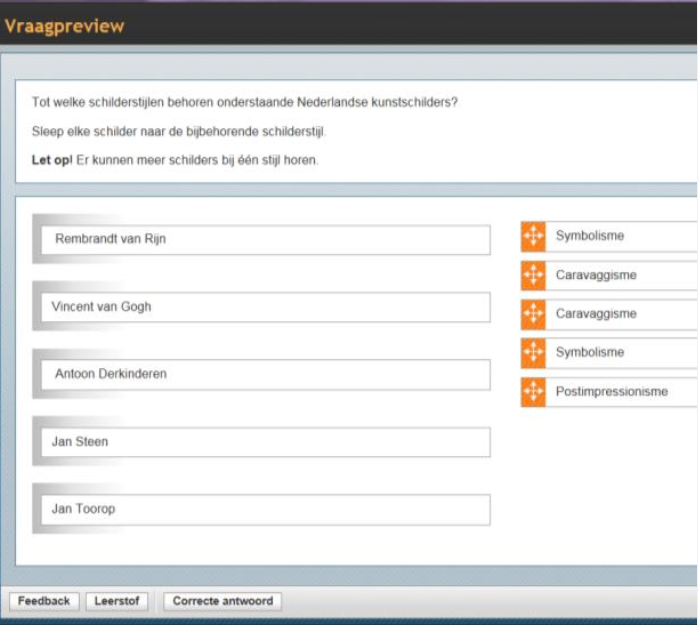 Vraagpreview
Tot welke schilderstijlen behoren onderstaande Nederlandse kunstschilders?
Sleep elke schilder naar de bijbehorende schilderstijl.
Let op! Er kunnen meer schilders bij één stijl horen.
Rembrandt van Rijn
Vincent van Gogh
Antoon Derkinderen
Jan Steen
Jan Toorop
Symbolisme
Caravaggisme
Caravaggisme
Symbolisme
Postimpressionisme
Feedback
Leerstof
Correcte antwoord